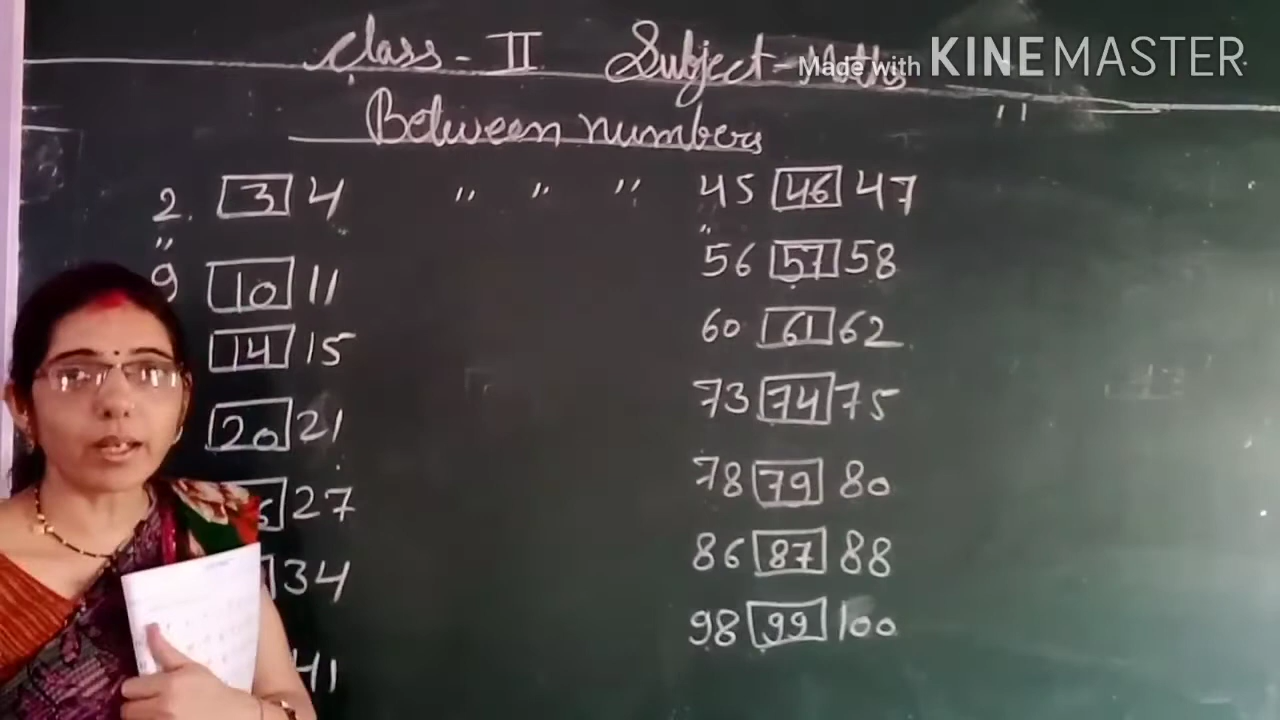 Class - II Subject - Maths
Made with KINEMASTER
Between numbers
2. 3 4 " " " 45 46 47
" "
9 10 11 56 57 58
14 15 60 61 62
20 21 73 74 75
27 78 79 80
34 86 87 88
41 98 99 100